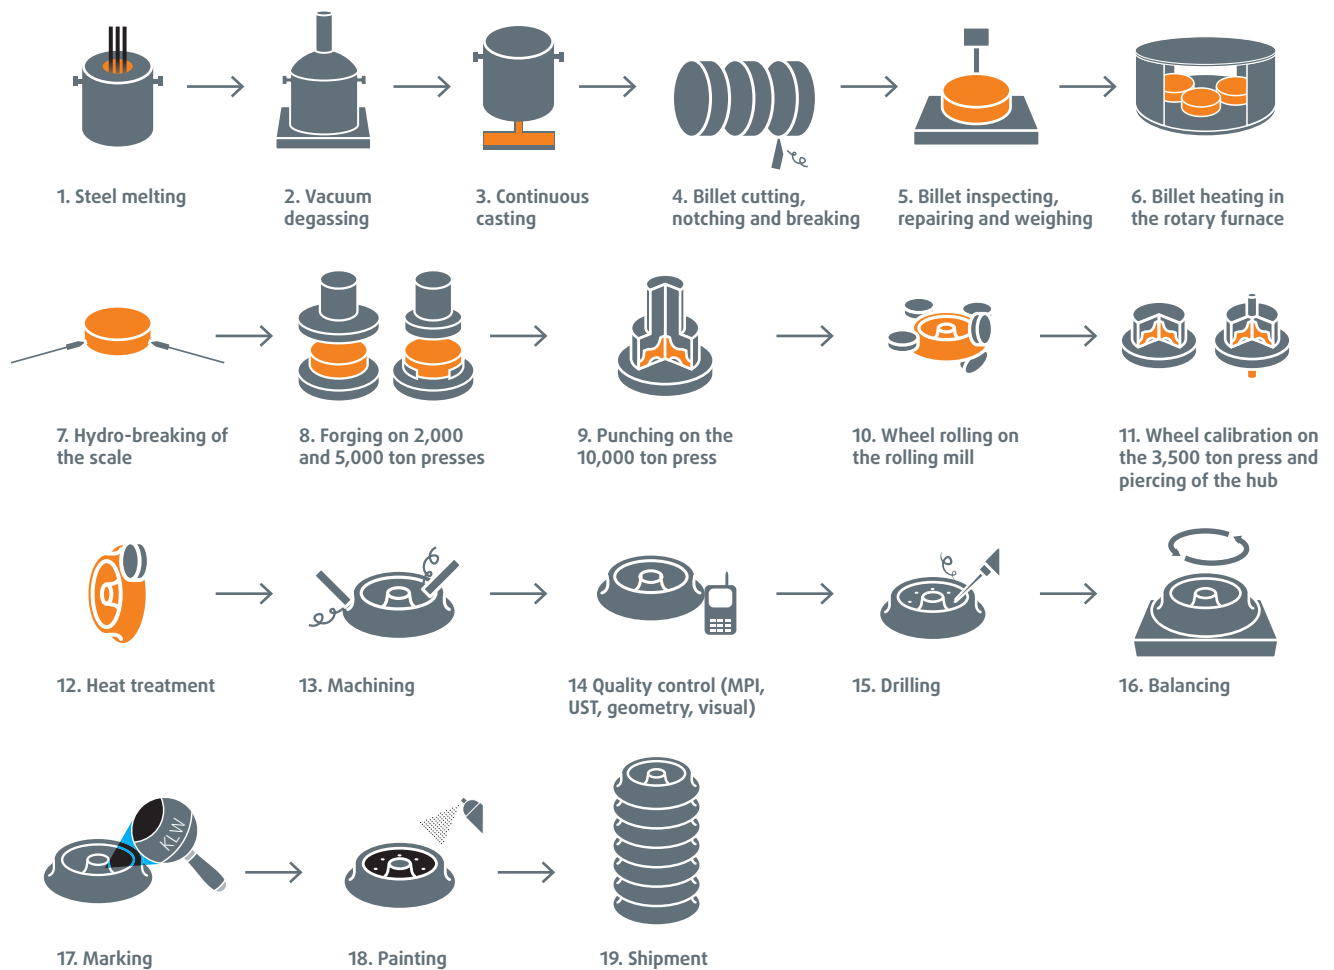 1. Steel melting
2. Vacuum
degassing
3. Continuous
casting
4. Billet cutting,
notching and breaking
5. Billet inspecting,
repairing and weighing
6. Billet heating in
the rotary furnace
7. Hydro-breaking of
the scale
8. Forging on 2,000
and 5,000 ton presses
9. Punching on the
10,000 ton press
10. Wheel rolling on
the rolling mill
11. Wheel calibration on
the 3,500 ton press and
piercing of the hub
12. Heat treatment
13. Machining
14 Quality control (MPI,
UST, geometry, visual)
15. Drilling
16. Balancing
KLW
17. Marking
18. Painting
19. Shipment